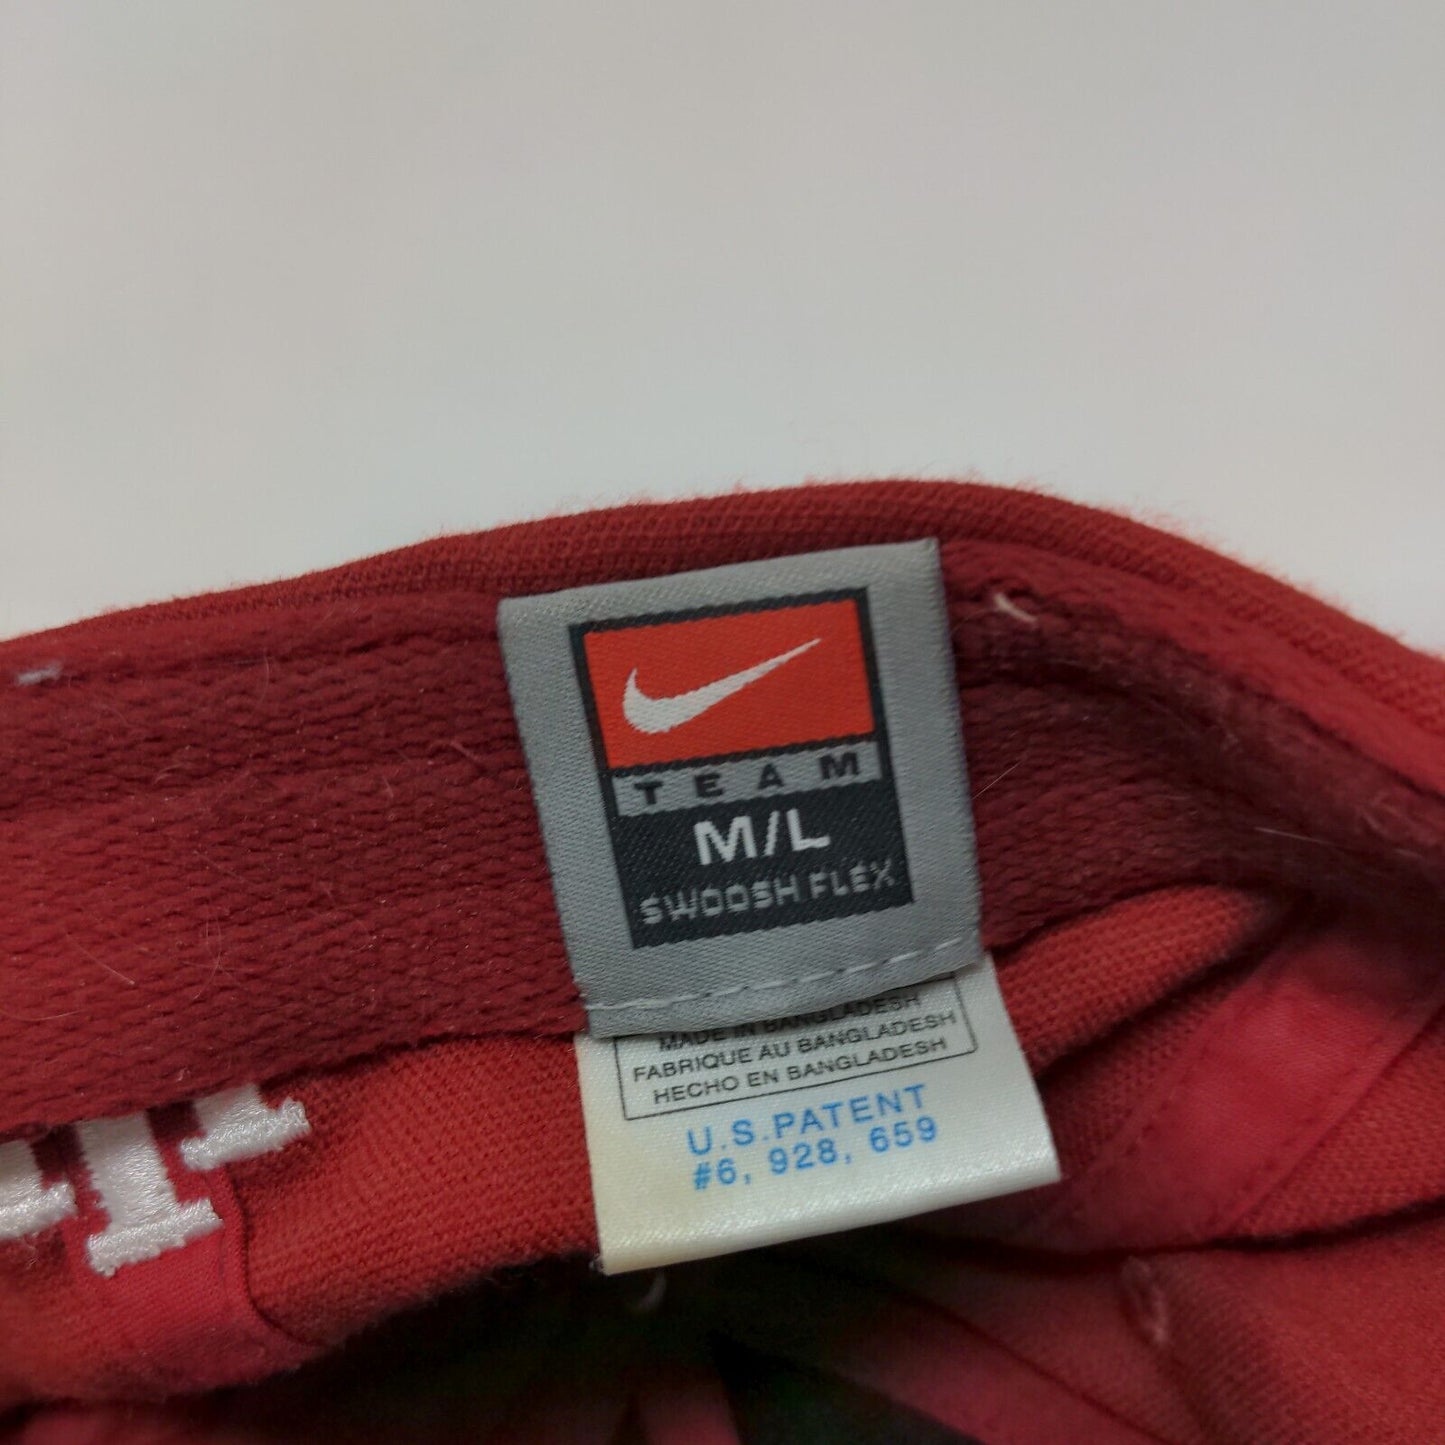 TEAM
M/L
SWOOSH FLEX
MADE IN BANGLADESH
FABRIQUE AU BANGLADESH
HECHO EN BANGLADESH
U.S.PATENT
#6, 928, 659